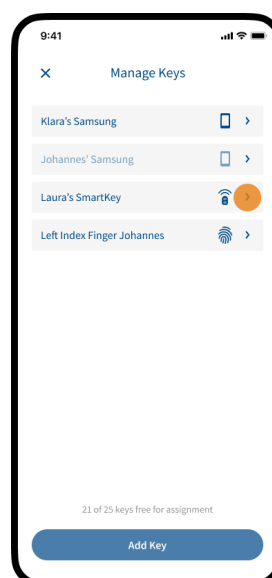 9:41
Manage Keys
Klara's Samsung
Johannes' Samsung
Laura's SmartKey
Left Index Finger Johannes
21 of 25 keys free for assignment
Add Key